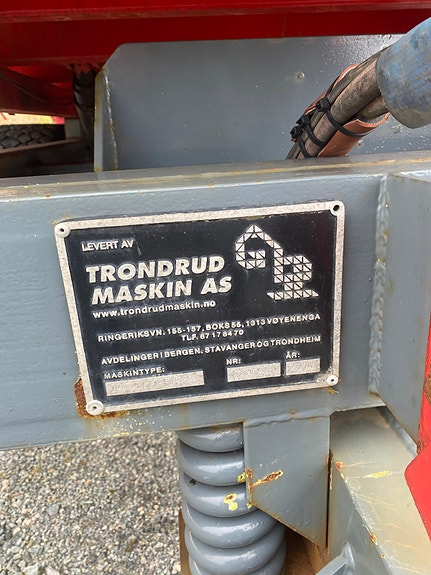 LEVERT AV
TRONDRUD
MASKIN AS
www.trondrudmaskin.no
RINGERIKSVN. 155-157, BOKS 56, 1313 VØYENENGA
TLF. 67 17 84 70
AVDELINGER I BERGEN, STAVANGER OG TRONDHEIM
MASKINTYPE: NR: ÅR: